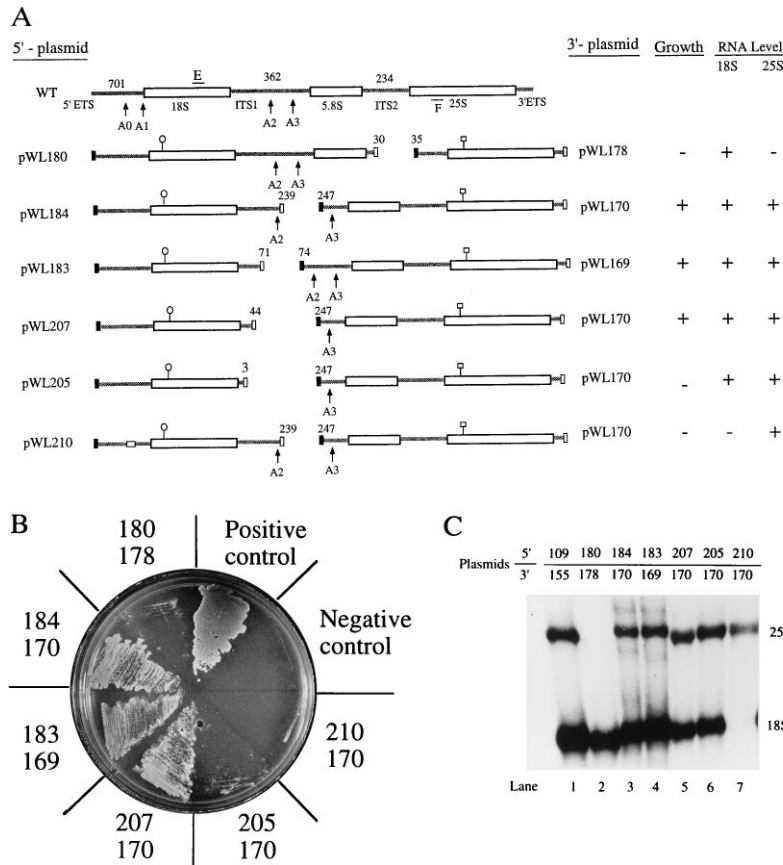 A
5' - plasmid
3'- plasmid Growth RNA Level
18S 25S
701 E 362 234
WT
5' ETS 18S ITS1 5.8S ITS2 F 25S 3'ETS
A0 A1 A2 A3
30 35
pWL180 pWL178 - + -
A2 A3
239 247
pWL184 pWL170 + + +
A2 A3
71 74
pWL183 pWL169 + + +
A2 A3
44 247
pWL207 pWL170 + + +
A3
3 247
pWL205 pWL170 - + +
A3
239 247
pWL210 pWL170 - - +
A2 A3
B
180
178
Positive
control
184
170
Negative
control
183
169
210
170
207
170
205
170
C
Plasmids 5' 109 180 184 183 207 205 210
3' 155 178 170 169 170 170 170
25
18S
Lane 1 2 3 4 5 6 7